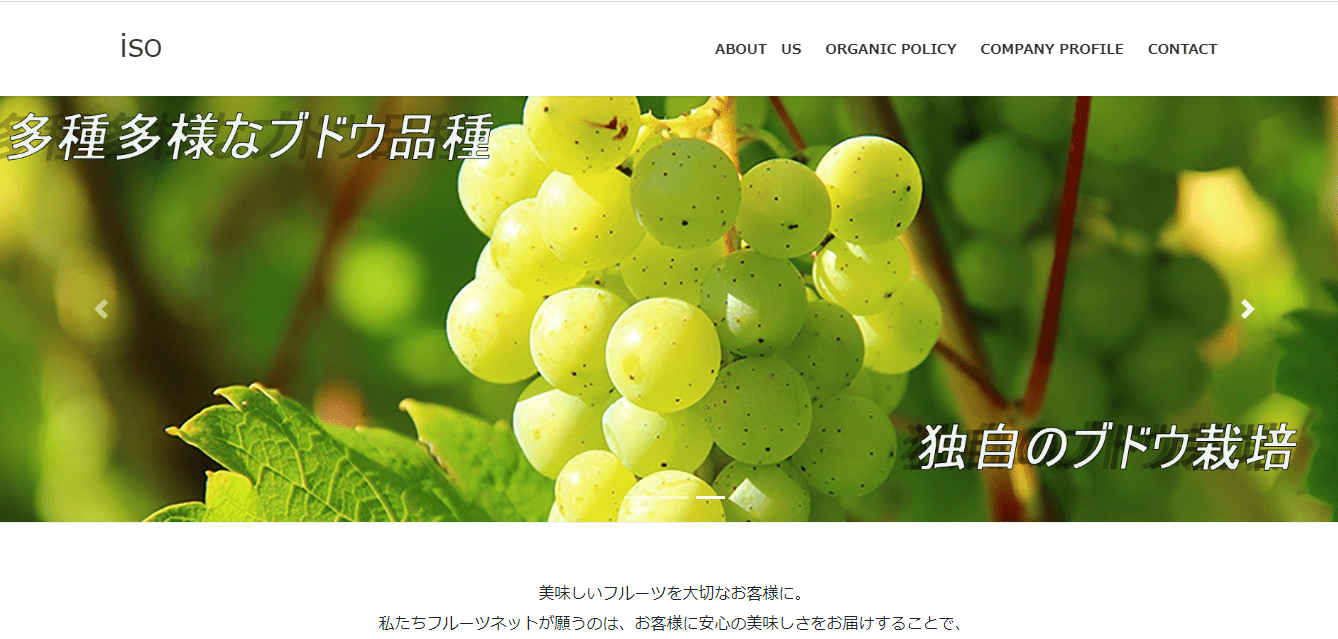 iso
ABOUT US
ORGANIC POLICY
COMPANY PROFILE
CONTACT
多種多様なブドウ品種
独自のブドウ栽培
美味しいフルーツを大切なお客様に。
私たちフルーツネットが願うのは、お客様に安心の美味しさをお届けすることで、